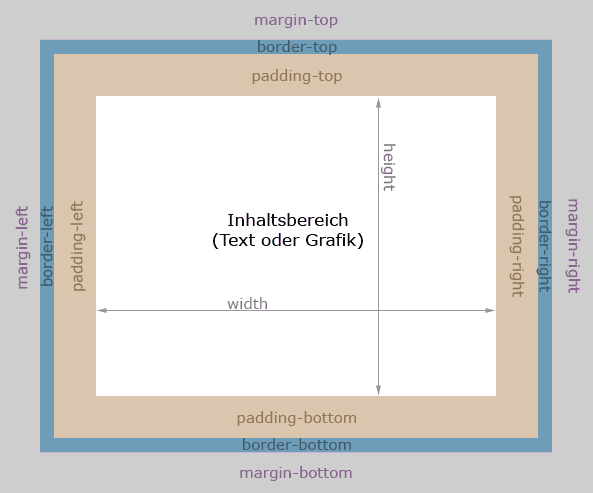 margin-top
border-top
padding-top
height
margin-left
border-left
padding-left
Inhaltsbereich
(Text oder Grafik)
padding-right
border-right
margin-right
width
padding-bottom
border-bottom
margin-bottom